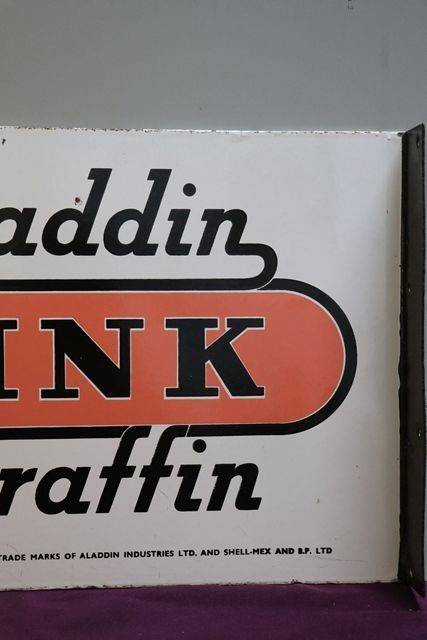 addin
INK
raffin
TRADE MARKS OF ALADDIN INDUSTRIES LTD. AND SHELL-MEX AND B.P. LTD